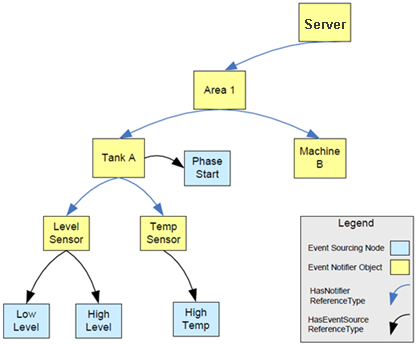 Server
Area 1
Tank A
Machine
B
Phase
Start
Level
Sensor
Temp
Sensor
Low
Level
High
Level
High
Temp
Legend
Event Sourcing Node
Event Notifier Object
HasNotifier
ReferenceType
HasEventSource
ReferenceType